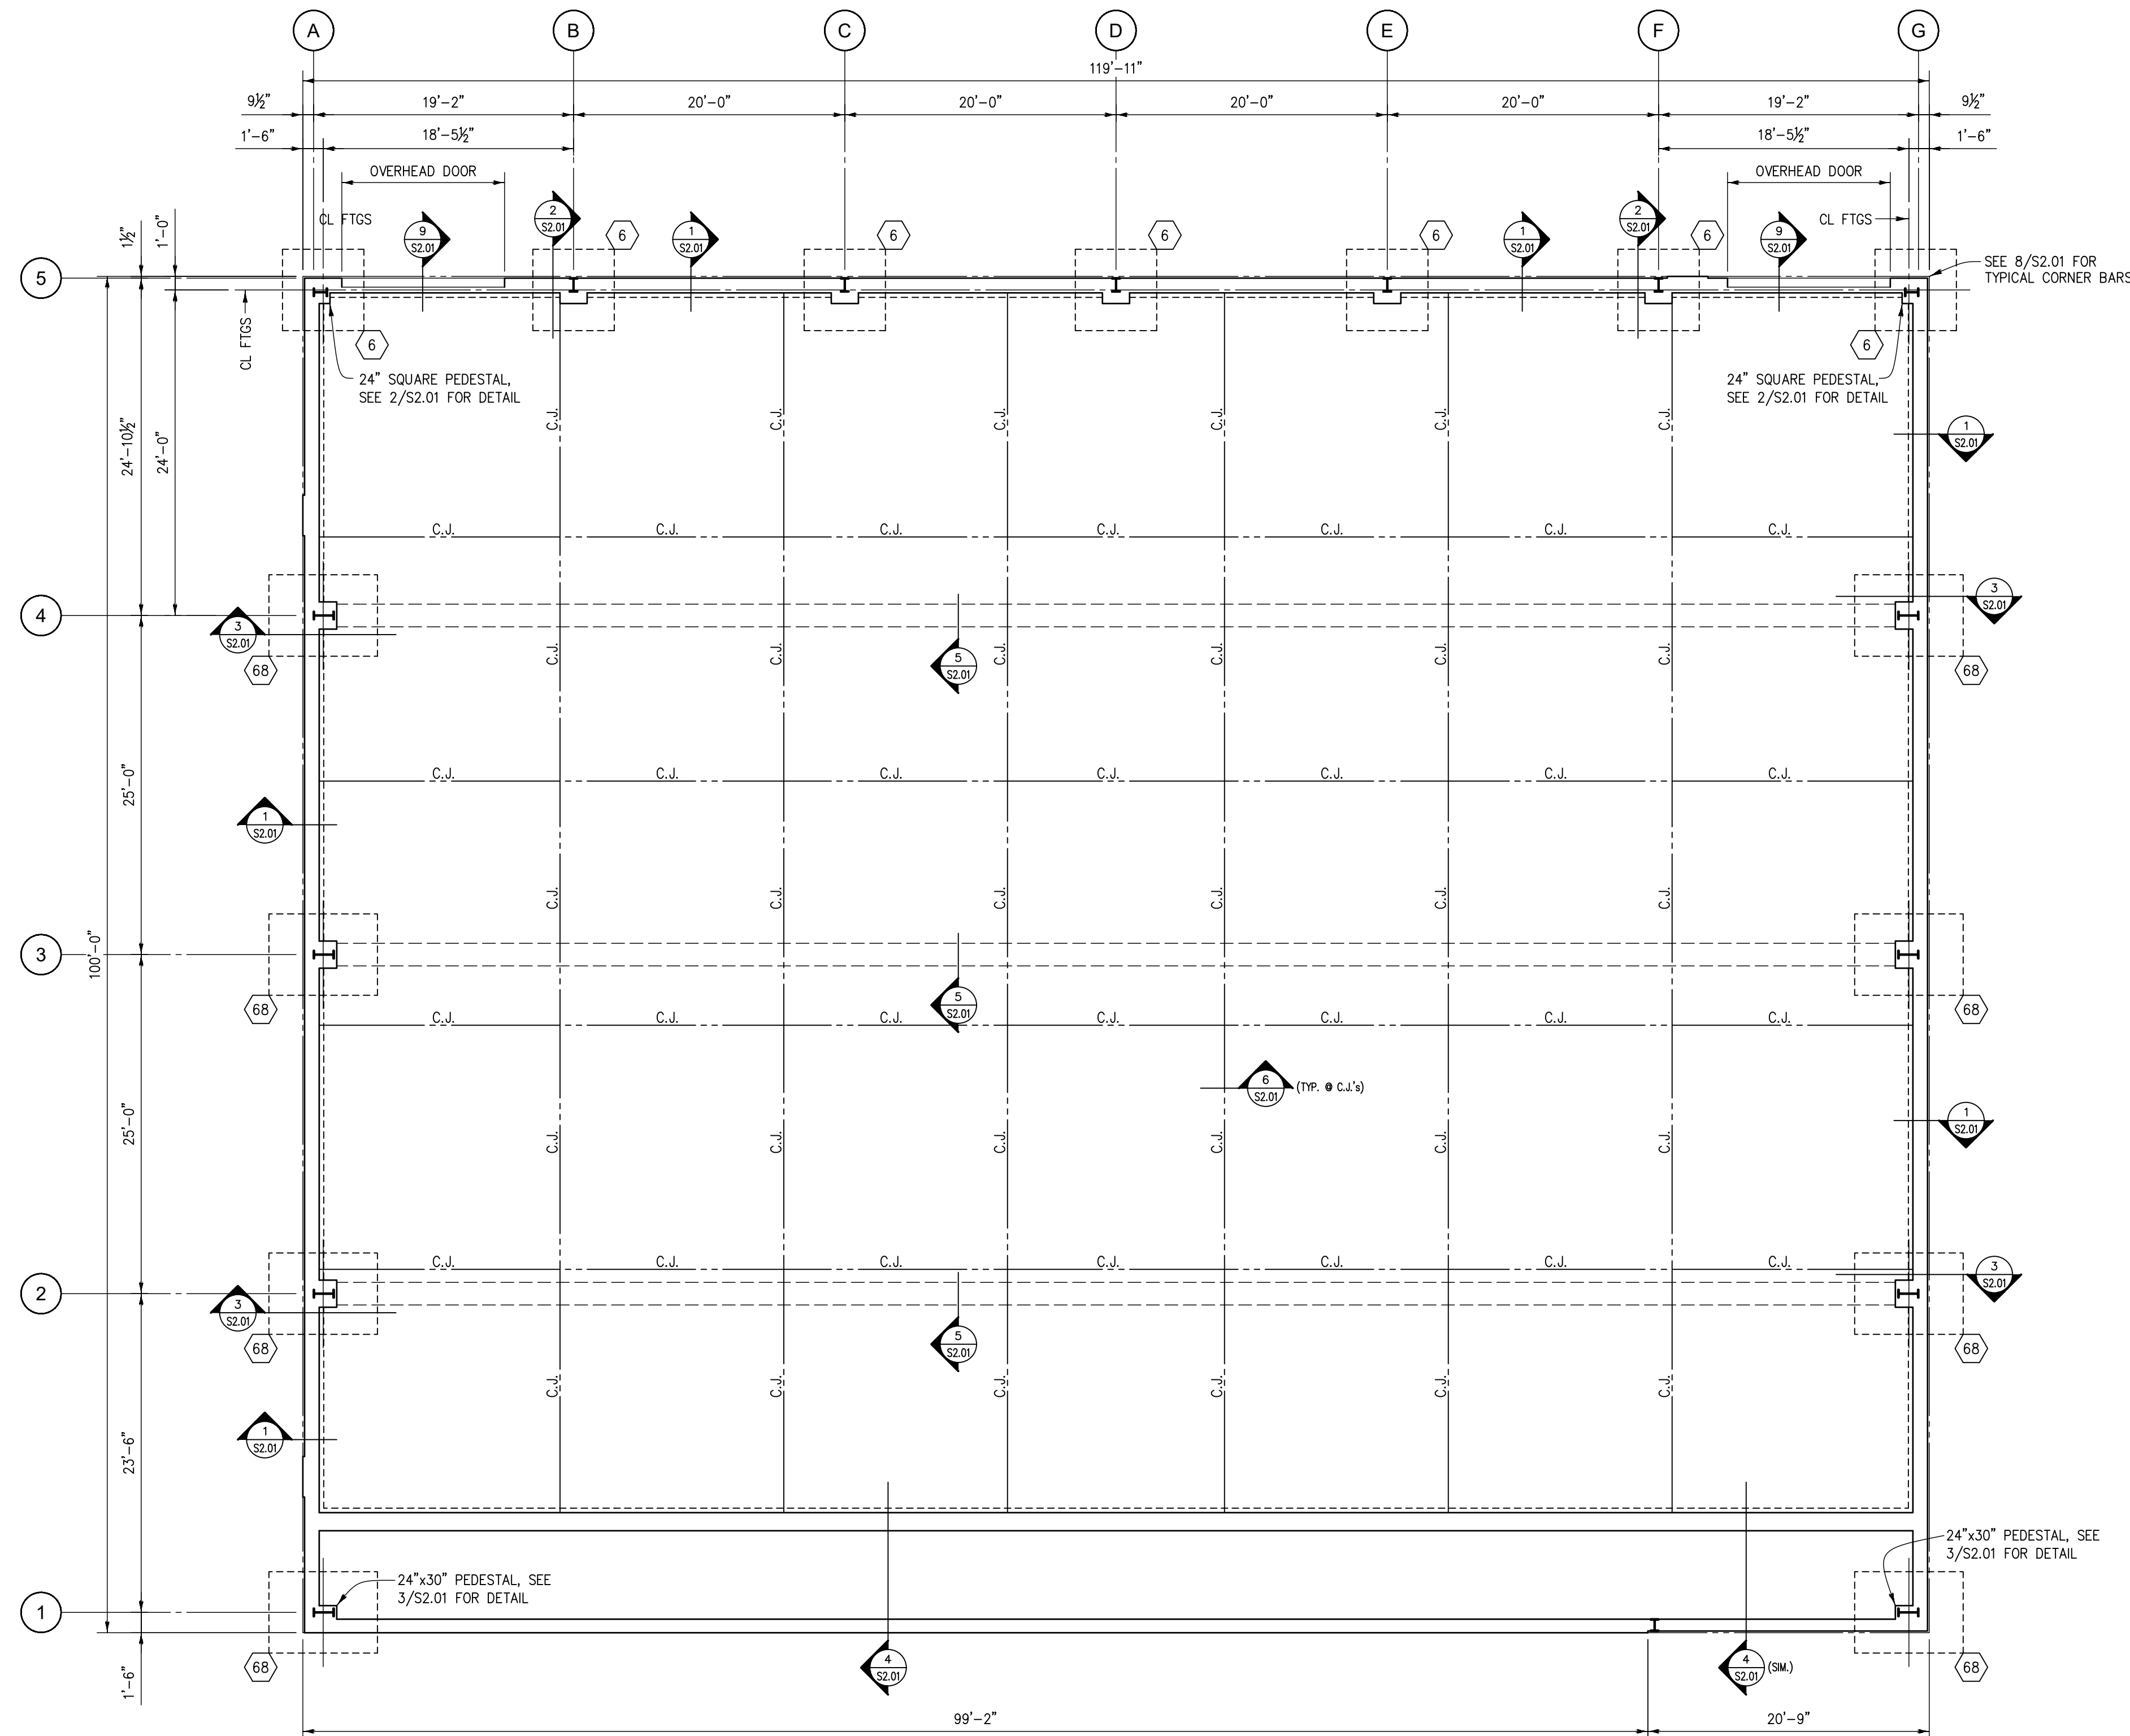 A B C D E F G
119'-11"
9½" 19'-2" 20'-0" 20'-0" 20'-0" 20'-0" 19'-2" 9½"
1'-6" 18'-5½" 18'-5½" 1'-6"
OVERHEAD DOOR OVERHEAD DOOR
CL FTGS CL FTGS
1½" 1'-0"
9 S2.01
2 S2.01
6
1 S2.01
6
6
6
1 S2.01
2 S2.01
6
9 S2.01
5
SEE 8/S2.01 FOR
TYPICAL CORNER BARS
CL FTGS
6
6
24" SQUARE PEDESTAL,
SEE 2/S2.01 FOR DETAIL
24" SQUARE PEDESTAL,
SEE 2/S2.01 FOR DETAIL
24'-10½" 24'-0"
C.J. C.J. C.J. C.J. C.J. C.J.
1 S2.01
C.J. C.J. C.J. C.J. C.J. C.J. C.J.
4
3 S2.01
3 S2.01
68
68
5 S2.01
C.J. C.J. C.J. C.J. C.J. C.J.
25'-0"
C.J. C.J. C.J. C.J. C.J. C.J. C.J.
1 S2.01
C.J. C.J. C.J. C.J. C.J. C.J.
3
100'-0"
68
68
5 S2.01
C.J. C.J. C.J. C.J. C.J. C.J. C.J.
6 S2.01 (TYP. @ C.J.'s)
25'-0"
1 S2.01
C.J. C.J. C.J. C.J. C.J. C.J.
C.J. C.J. C.J. C.J. C.J. C.J. C.J.
2
3 S2.01
3 S2.01
68
68
5 S2.01
C.J. C.J. C.J. C.J. C.J. C.J.
1 S2.01
23'-6"
24"x30" PEDESTAL, SEE
3/S2.01 FOR DETAIL
24"x30" PEDESTAL, SEE
3/S2.01 FOR DETAIL
1
68
4 S2.01
4 S2.01 (SIM.)
68
1'-6"
99'-2" 20'-9"